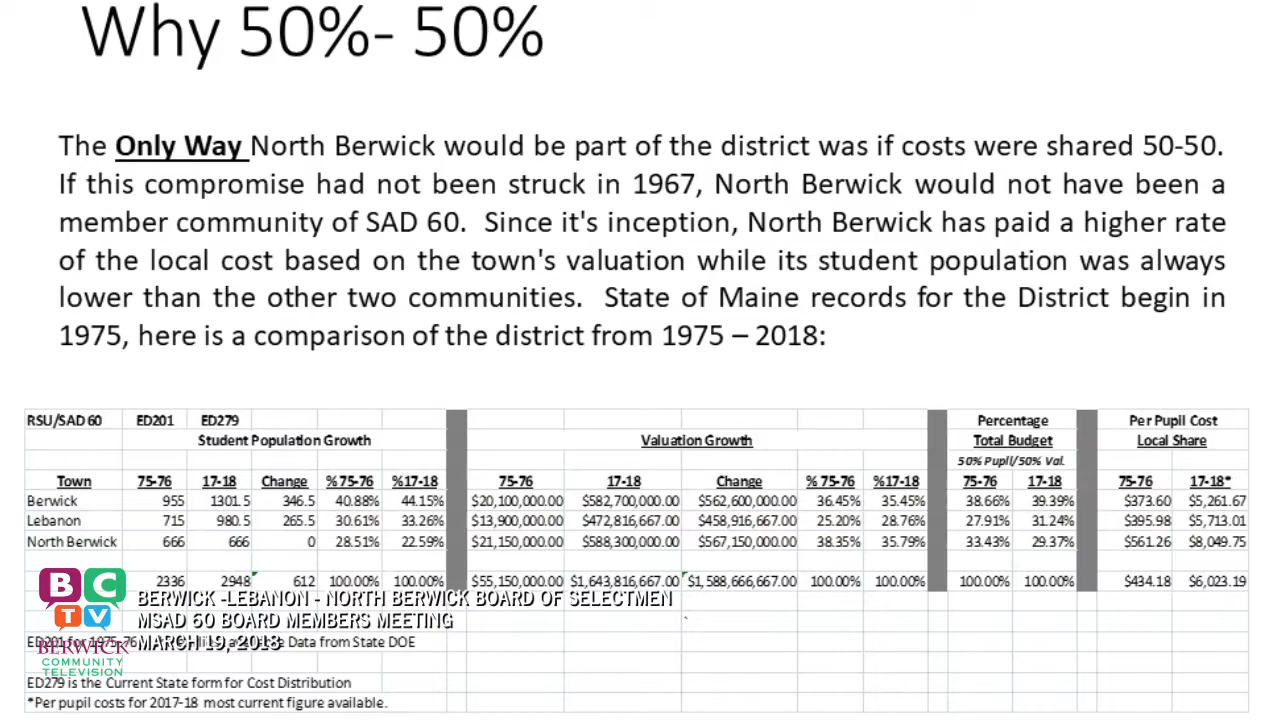 Why 50%- 50%
The Only Way North Berwick would be part of the district was if costs were shared 50-50.
If this compromise had not been struck in 1967, North Berwick would not have been a
member community of SAD 60. Since it's inception, North Berwick has paid a higher rate
of the local cost based on the town's valuation while its student population was always
lower than the other two communities. State of Maine records for the District begin in
1975, here is a comparison of the district from 1975 – 2018:
RSU/SAD 60 ED201 ED279 Percentage Per Pupil Cost
Student Population Growth Valuation Growth Total Budget Local Share
50% Pupil/50% Val.
Town 75-76 17-18 Change % 75-76 %17-18 75-76 17-18 Change % 75-76 %17-18 75-76 17-18 75-76 17-18*
Berwick 955 1301.5 346.5 40.88% 44.15% $20,100,000.00 $582,700,000.00 $562,600,000.00 36.45% 35.45% 38.66% 39.39% $373.60 $5,261.67
Lebanon 715 980.5 265.5 30.61% 33.26% $13,900,000.00 $472,816,667.00 $458,916,667.00 25.20% 28.76% 27.91% 31.24% $395.98 $5,713.01
North Berwick 666 666 0 28.51% 22.59% $21,150,000.00 $588,300,000.00 $567,150,000.00 38.35% 35.79% 33.43% 29.37% $561.26 $8,049.75
2336 2948 612 100.00% 100.00% $55,150,000.00 $1,643,816,667.00 $1,588,666,667.00 100.00% 100.00% 100.00% 100.00% $434.18 $6,023.19
BCTV
BERWICK -LEBANON - NORTH BERWICK BOARD OF SELECTMEN
MSAD 60 BOARD MEMBERS MEETING
MARCH 19, 2018
ED201 for 1975-76 Data from State DOE
BERWICK
COMMUNITY
TELEVISION
ED279 is the Current State form for Cost Distribution
*Per pupil costs for 2017-18 most current figure available.